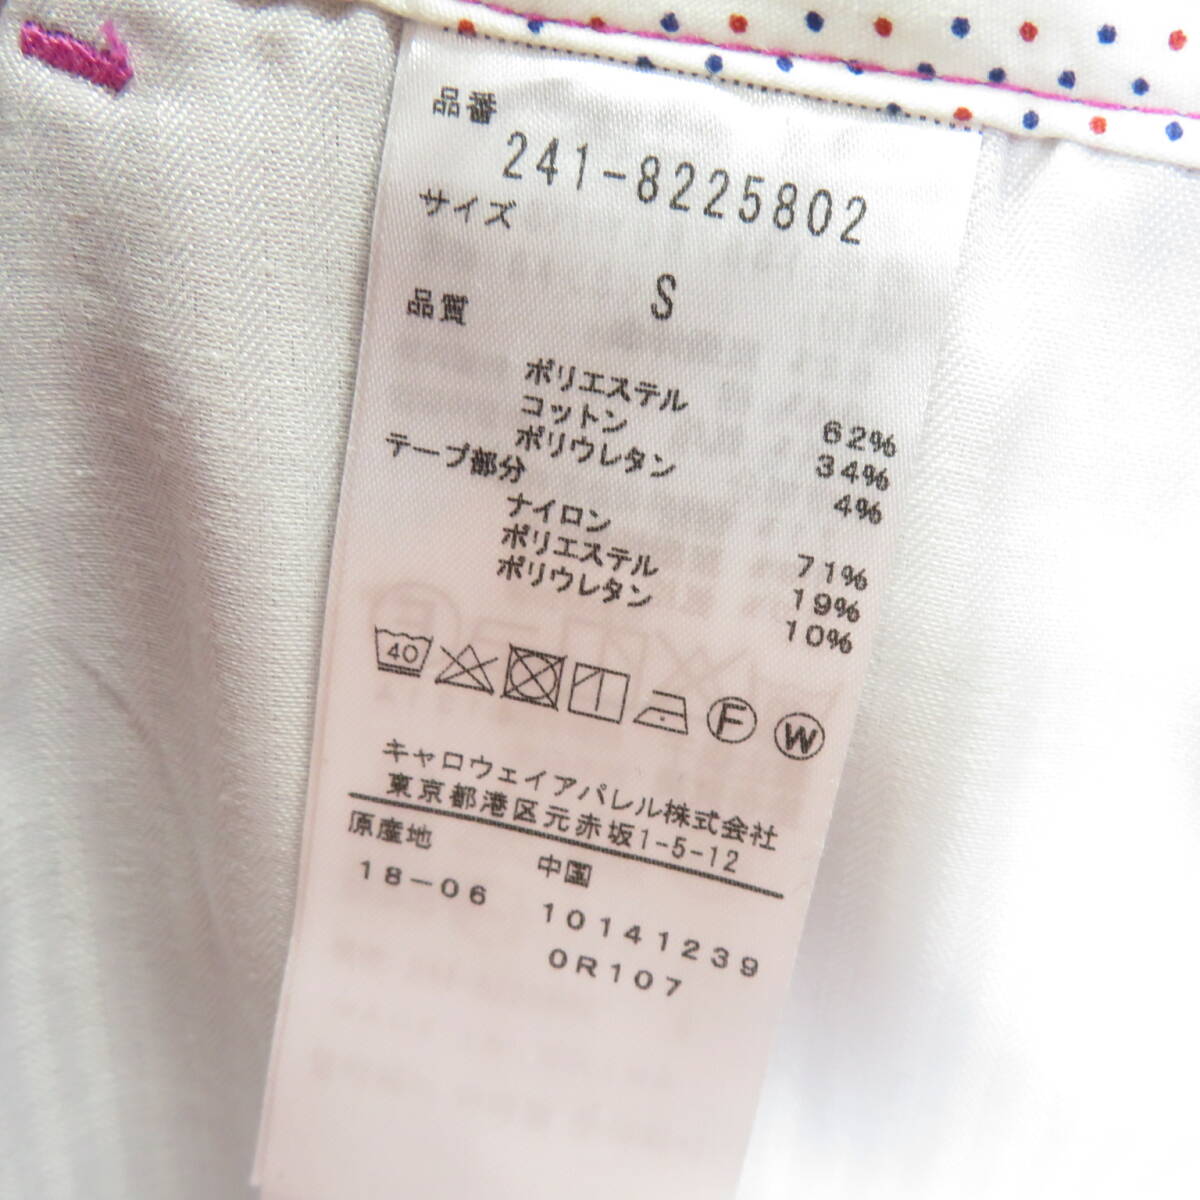 品番
241-8225802
サイズ
S
品質
ポリエステル 62%
コットン 34%
ポリウレタン 4%
テープ部分
ナイロン 71%
ポリエステル 19%
ポリウレタン 10%
40 F W
キャロウェイアパレル株式会社
東京都港区元赤坂1-5-12
原産地 中国
18-06 10141239
0R107